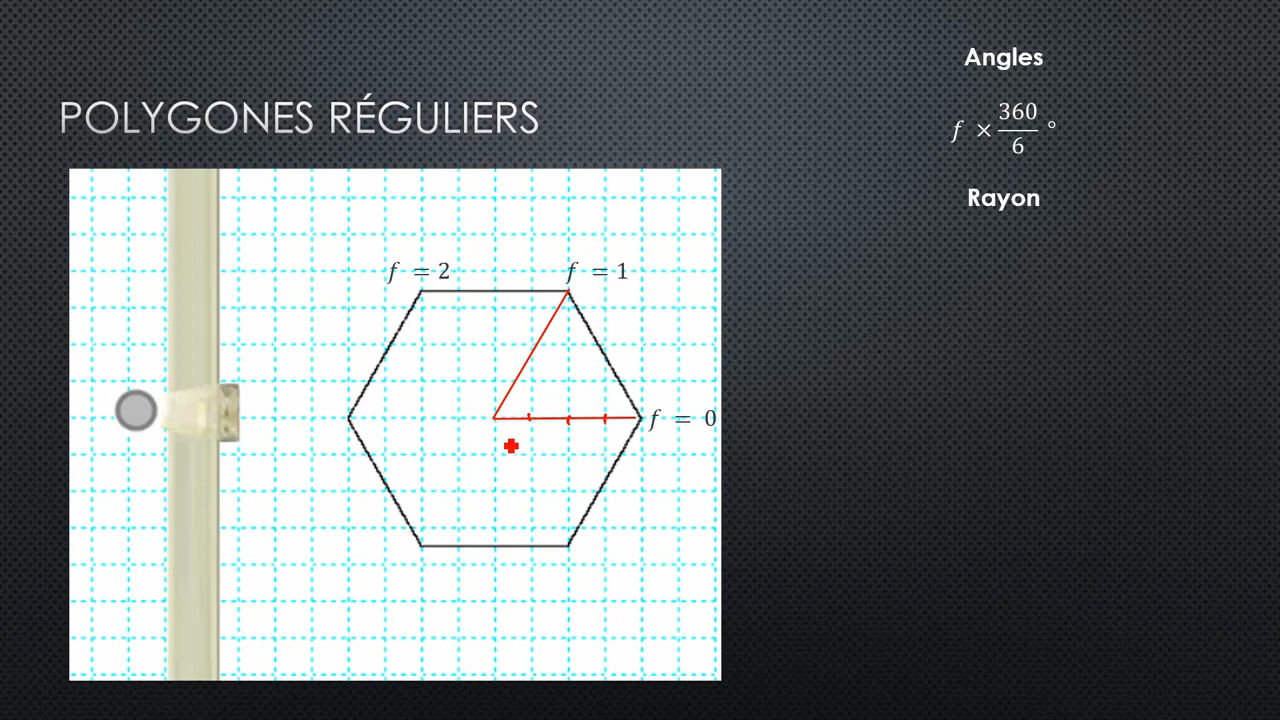 Angles
POLYGONES RÉGULIERS
f × 360/6 °
Rayon
f = 2
f = 1
f = 0